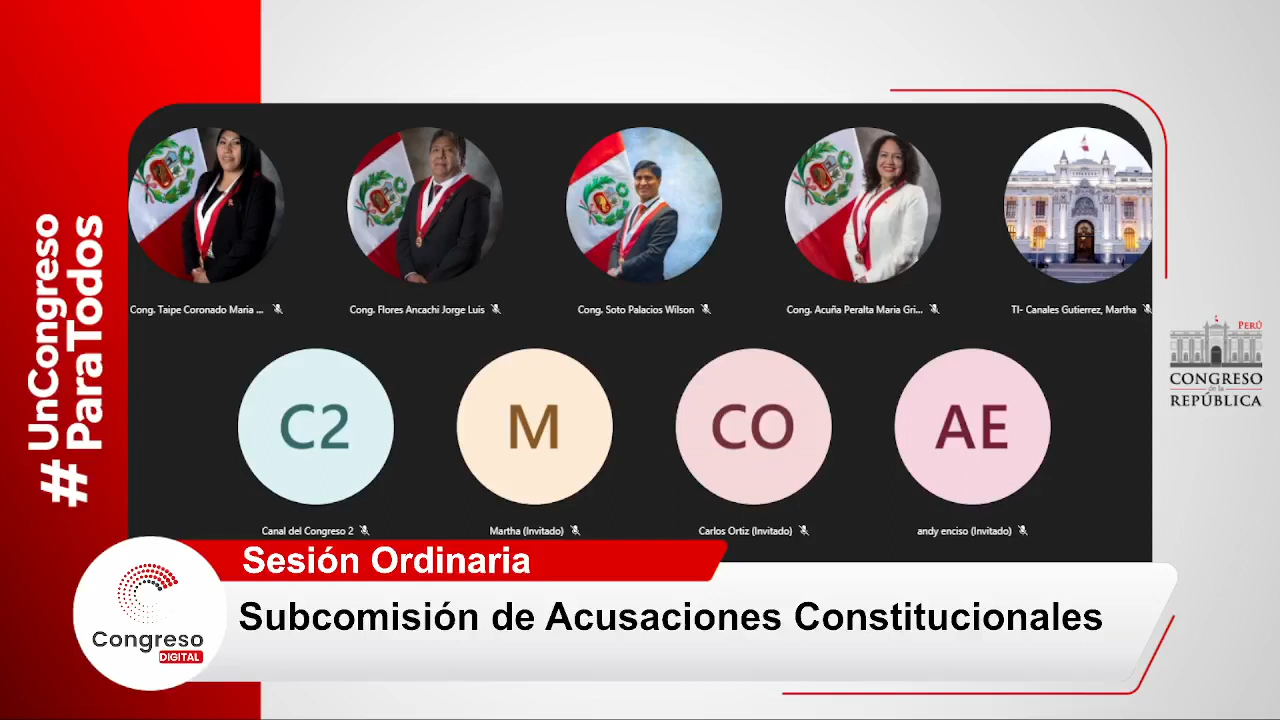 #UnCongreso
ParaTodos
Cong. Taipe Coronado Maria ...
Cong. Flores Ancachi Jorge Luis
Cong. Soto Palacios Wilson
Cong. Acuña Peralta Maria Gri...
TI- Canales Gutierrez, Martha
C2
M
CO
AE
Canal del Congreso 2
Martha (Invitado)
Carlos Ortiz (Invitado)
andy enciso (Invitado)
PERÚ
CONGRESO
de la
REPÚBLICA
Sesión Ordinaria
Subcomisión de Acusaciones Constitucionales
Congreso
DIGITAL